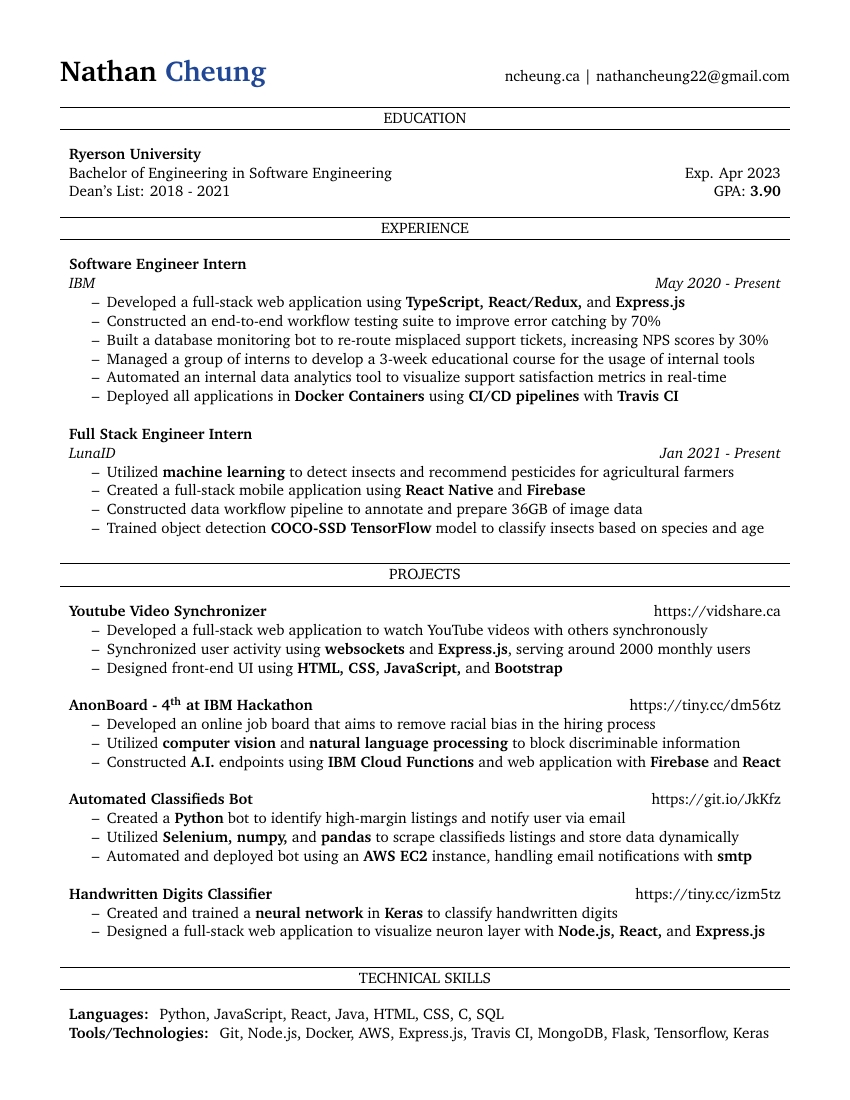 Nathan Cheung
ncheung.ca | nathancheung22@gmail.com
EDUCATION
Ryerson University
Bachelor of Engineering in Software Engineering Exp. Apr 2023
Dean's List: 2018 - 2021 GPA: 3.90
EXPERIENCE
Software Engineer Intern
IBM May 2020 - Present
– Developed a full-stack web application using TypeScript, React/Redux, and Express.js
– Constructed an end-to-end workflow testing suite to improve error catching by 70%
– Built a database monitoring bot to re-route misplaced support tickets, increasing NPS scores by 30%
– Managed a group of interns to develop a 3-week educational course for the usage of internal tools
– Automated an internal data analytics tool to visualize support satisfaction metrics in real-time
– Deployed all applications in Docker Containers using CI/CD pipelines with Travis CI
Full Stack Engineer Intern
LunaID Jan 2021 - Present
– Utilized machine learning to detect insects and recommend pesticides for agricultural farmers
– Created a full-stack mobile application using React Native and Firebase
– Constructed data workflow pipeline to annotate and prepare 36GB of image data
– Trained object detection COCO-SSD TensorFlow model to classify insects based on species and age
PROJECTS
Youtube Video Synchronizer https://vidshare.ca
– Developed a full-stack web application to watch YouTube videos with others synchronously
– Synchronized user activity using websockets and Express.js, serving around 2000 monthly users
– Designed front-end UI using HTML, CSS, JavaScript, and Bootstrap
AnonBoard - 4th at IBM Hackathon https://tiny.cc/dm56tz
– Developed an online job board that aims to remove racial bias in the hiring process
– Utilized computer vision and natural language processing to block discriminable information
– Constructed A.I. endpoints using IBM Cloud Functions and web application with Firebase and React
Automated Classifieds Bot https://git.io/JkKfz
– Created a Python bot to identify high-margin listings and notify user via email
– Utilized Selenium, numpy, and pandas to scrape classifieds listings and store data dynamically
– Automated and deployed bot using an AWS EC2 instance, handling email notifications with smtp
Handwritten Digits Classifier https://tiny.cc/izm5tz
– Created and trained a neural network in Keras to classify handwritten digits
– Designed a full-stack web application to visualize neuron layer with Node.js, React, and Express.js
TECHNICAL SKILLS
Languages: Python, JavaScript, React, Java, HTML, CSS, C, SQL
Tools/Technologies: Git, Node.js, Docker, AWS, Express.js, Travis CI, MongoDB, Flask, Tensorflow, Keras